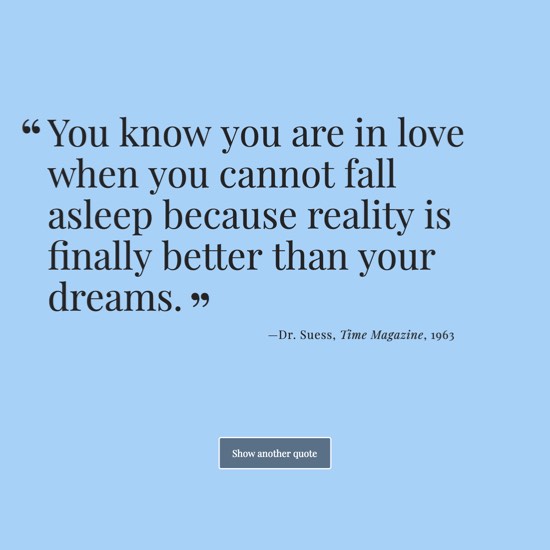 “ You know you are in love
when you cannot fall
asleep because reality is
finally better than your
dreams. ”
—Dr. Suess, Time Magazine, 1963
Show another quote